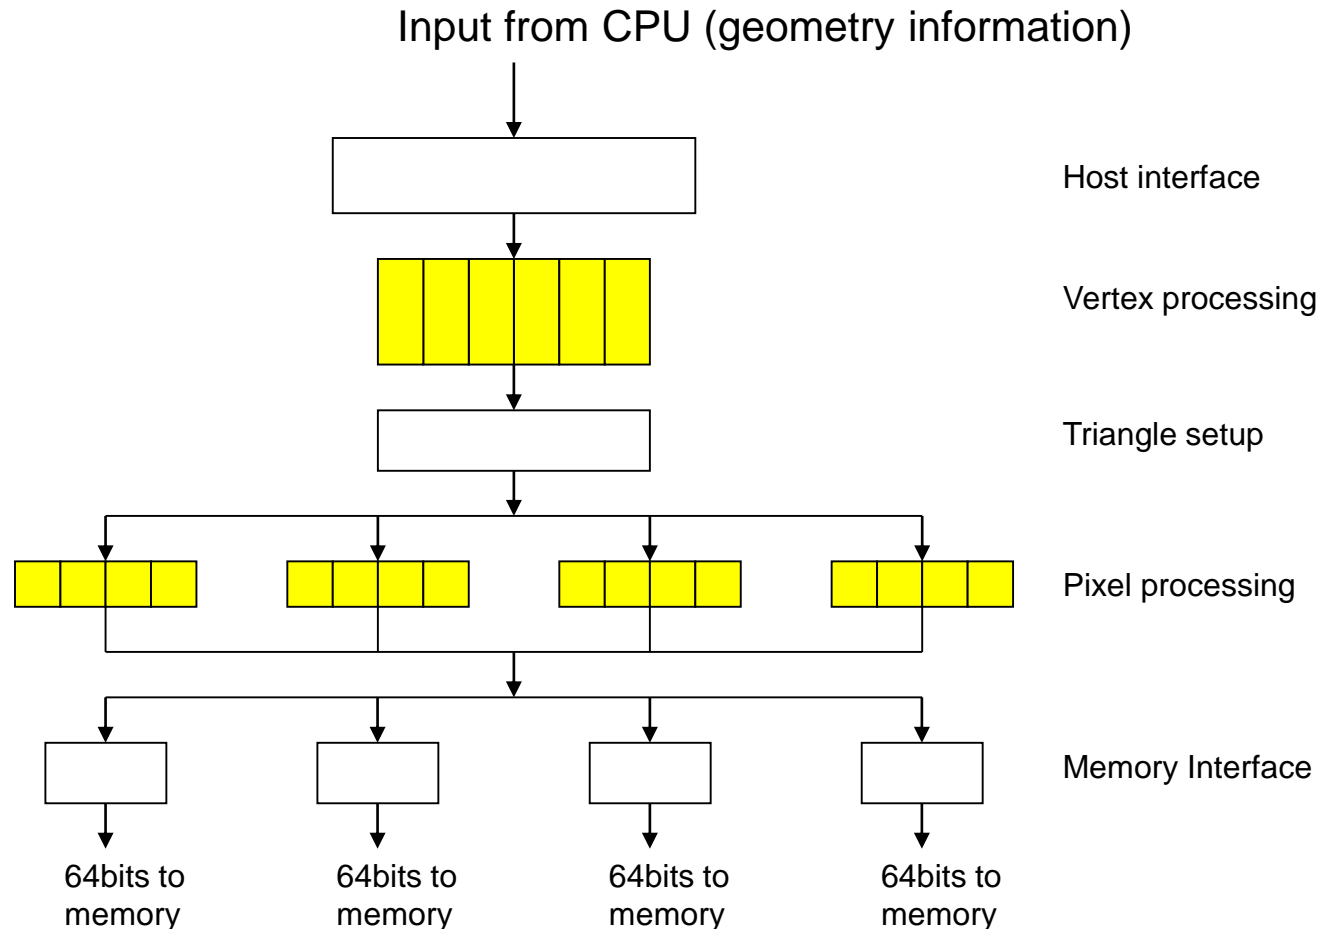 Input from CPU (geometry information)
Host interface
Vertex processing
Triangle setup
Pixel processing
Memory Interface
64bits to
memory
64bits to
memory
64bits to
memory
64bits to
memory